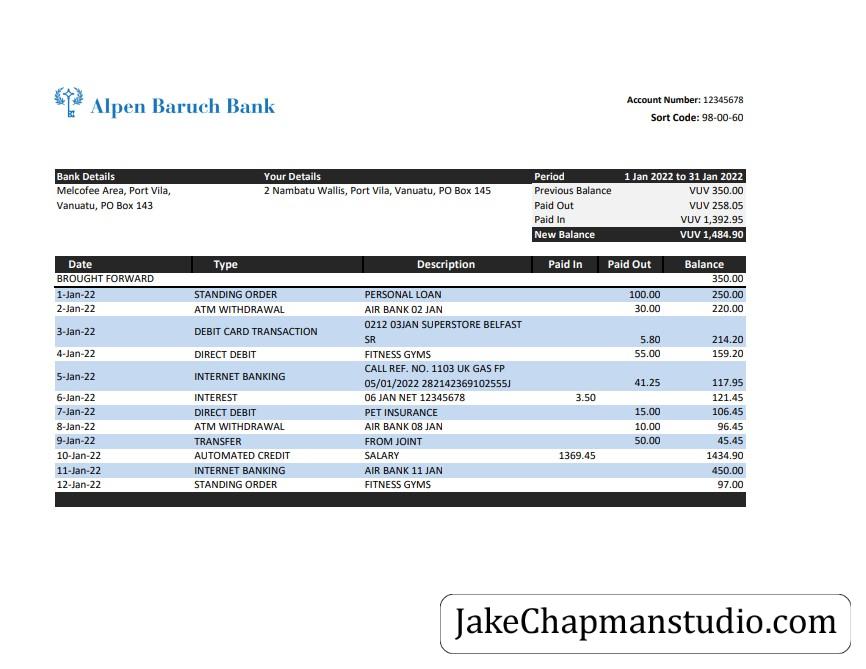 Alpen Baruch Bank
Account Number: 12345678
Sort Code: 98-00-60
Bank Details Your Details Period 1 Jan 2022 to 31 Jan 2022
Melcofee Area, Port Vila, 2 Nambatu Wallis, Port Vila, Vanuatu, PO Box 145 Previous Balance VUV 350.00
Vanuatu, PO Box 143 Paid Out VUV 258.05
Paid In VUV 1,392.95
New Balance VUV 1,484.90
Date Type Description Paid In Paid Out Balance
BROUGHT FORWARD 350.00
1-Jan-22 STANDING ORDER PERSONAL LOAN 100.00 250.00
2-Jan-22 ATM WITHDRAWAL AIR BANK 02 JAN 30.00 220.00
3-Jan-22 DEBIT CARD TRANSACTION 0212 03JAN SUPERSTORE BELFAST
SR 5.80 214.20
4-Jan-22 DIRECT DEBIT FITNESS GYMS 55.00 159.20
5-Jan-22 INTERNET BANKING CALL REF. NO. 1103 UK GAS FP
05/01/2022 282142369102555J 41.25 117.95
6-Jan-22 INTEREST 06 JAN NET 12345678 3.50 121.45
7-Jan-22 DIRECT DEBIT PET INSURANCE 15.00 106.45
8-Jan-22 ATM WITHDRAWAL AIR BANK 08 JAN 10.00 96.45
9-Jan-22 TRANSFER FROM JOINT 50.00 45.45
10-Jan-22 AUTOMATED CREDIT SALARY 1369.45 1434.90
11-Jan-22 INTERNET BANKING AIR BANK 11 JAN 450.00
12-Jan-22 STANDING ORDER FITNESS GYMS 97.00
JakeChapmanstudio.com